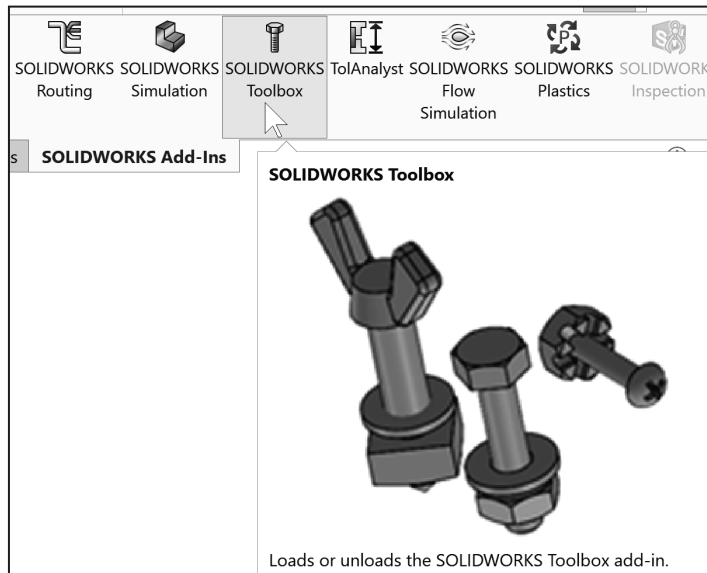 SOLIDWORKS SOLIDWORKS SOLIDWORKS TolAnalyst SOLIDWORKS SOLIDWORKS SOLIDWORK
Routing Simulation Toolbox Flow Plastics Inspection
Simulation
s SOLIDWORKS Add-Ins
SOLIDWORKS Toolbox
Loads or unloads the SOLIDWORKS Toolbox add-in.